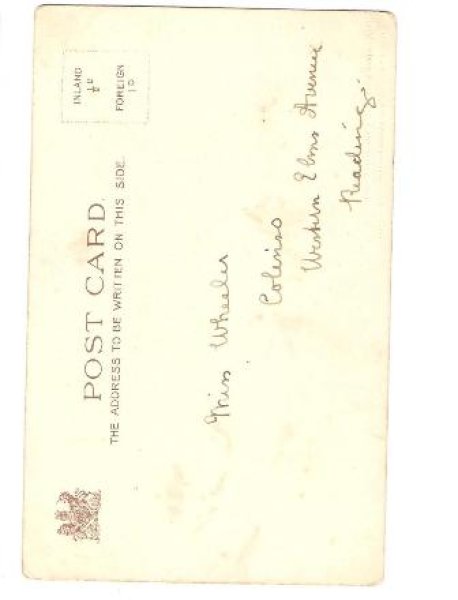 POST CARD.
THE ADDRESS TO BE WRITTEN ON THIS SIDE.
INLAND
½D
FOREIGN
1D
Miss Wheeler
Colenso
Western Elms Avenue
Reading.